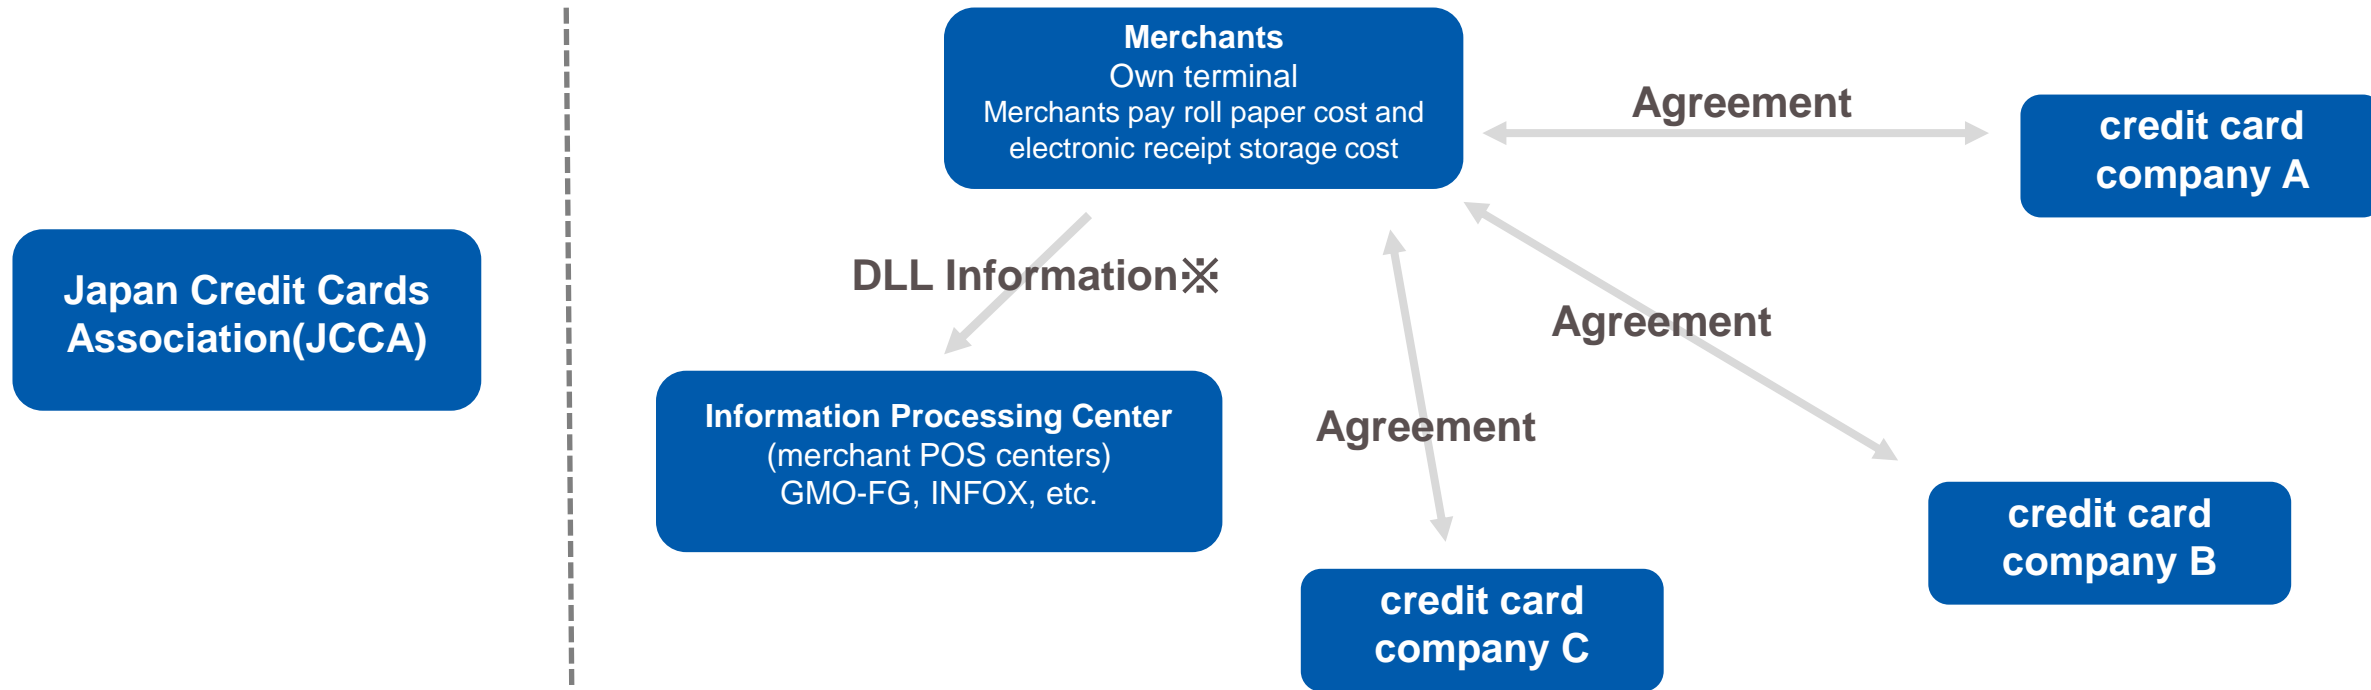 Merchants
Own terminal
Merchants pay roll paper cost and
electronic receipt storage cost
Agreement
credit card
company A
Japan Credit Cards
Association(JCCA)
DLL Information※
Agreement
Information Processing Center
(merchant POS centers)
GMO-FG, INFOX, etc.
Agreement
credit card
company B
credit card
company C